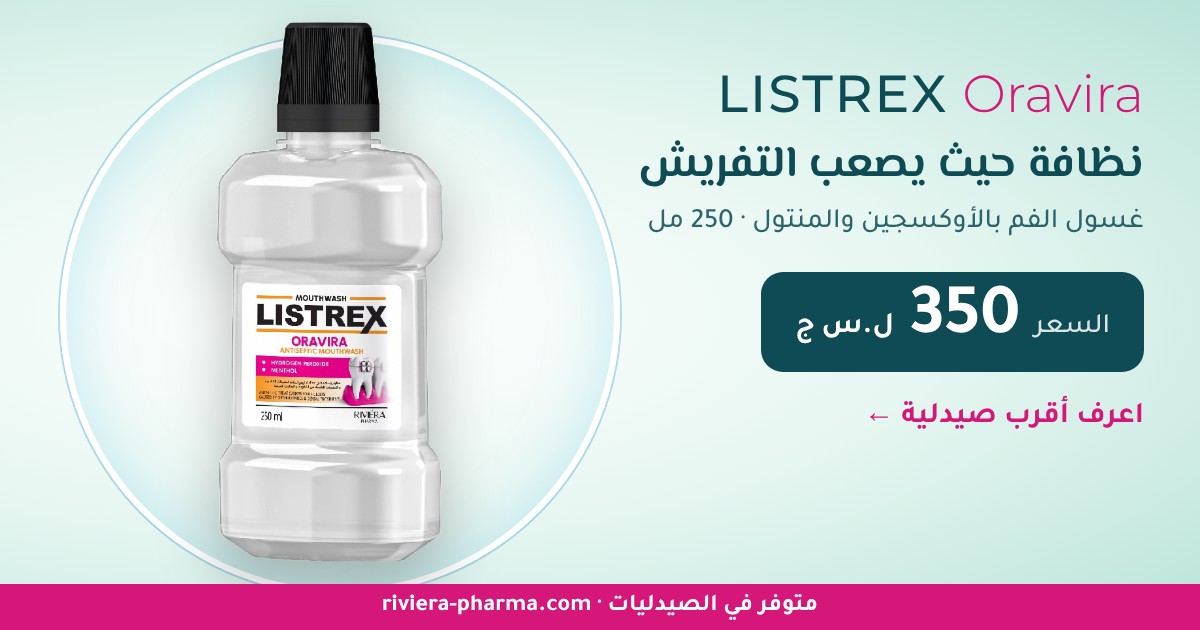 LISTREX Oravira
نظافة حيث يصعب التفريش
غسول الفم بالأوكسجين والمنتول · 250 مل
السعر 350 ل.س ج
اعرف أقرب صيدلية ←
MOUTHWASH
LISTREX
ORAVIRA
ANTISEPTIC MOUTHWASH
HYDROGEN PEROXIDE
MENTHOL
250 ml
RIVIERA
PHARMA
متوفر في الصيدليات · riviera-pharma.com